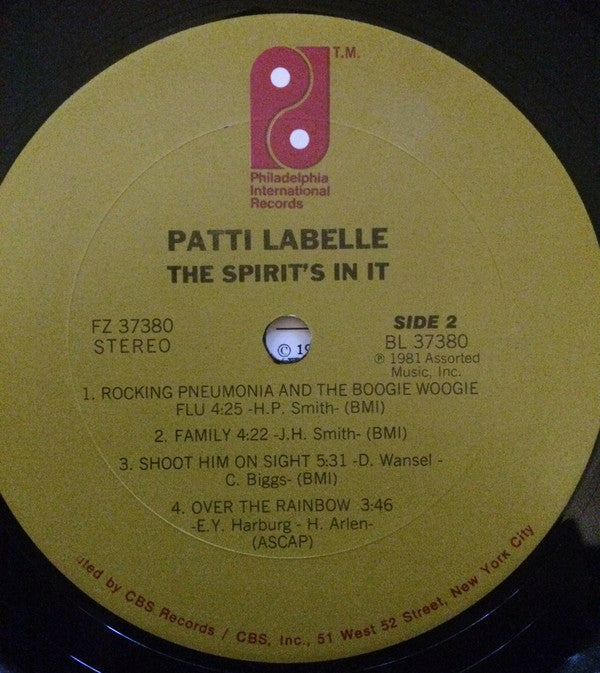 T.M.
Philadelphia
International
Records
PATTI LABELLE
THE SPIRIT'S IN IT
FZ 37380
STEREO
SIDE 2
BL 37380
℗ 1981 Assorted
Music, Inc.
© 19
1. ROCKING PNEUMONIA AND THE BOOGIE WOOGIE
FLU 4:25 -H.P. Smith- (BMI)
2. FAMILY 4:22 -J.H. Smith- (BMI)
3. SHOOT HIM ON SIGHT 5:31 -D. Wansel -
C. Biggs- (BMI)
4. OVER THE RAINBOW 3:46
-E.Y. Harburg - H. Arlen-
(ASCAP)
by CBS Records / CBS, Inc., 51 West 52 Street, New York City